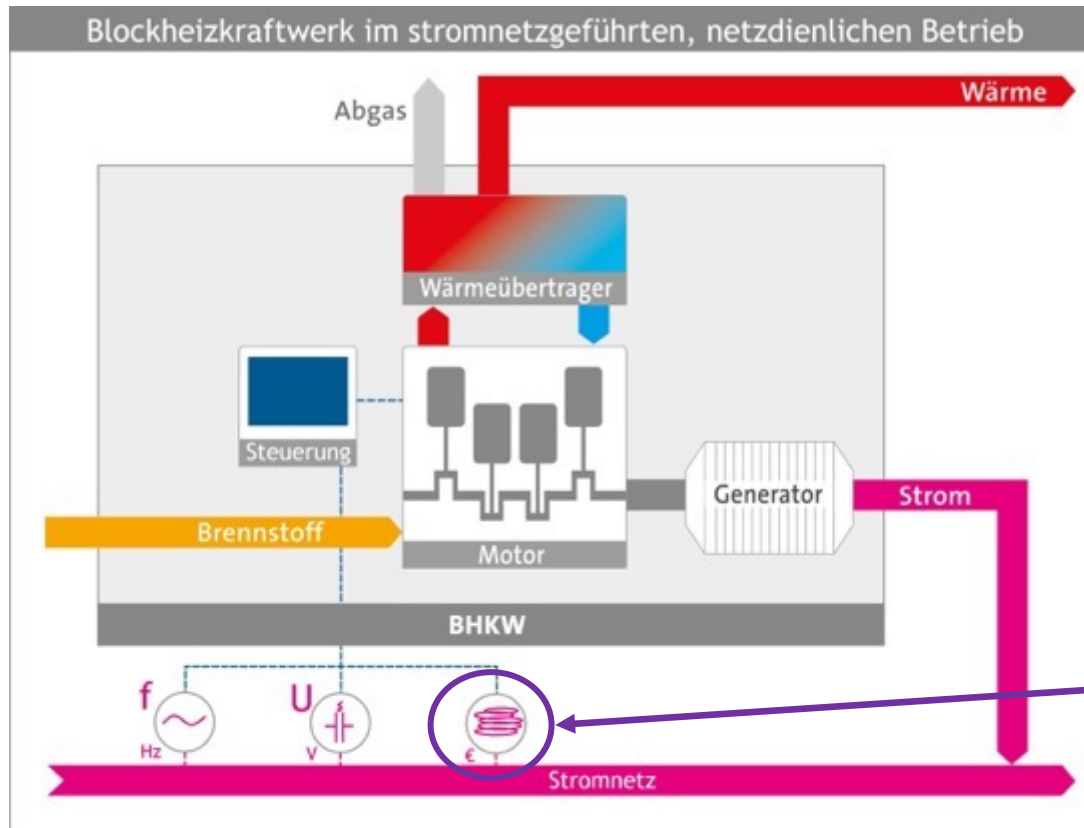 Blockheizkraftwerk im stromnetzgeführten, netzdienlichen Betrieb
Abgas
Wärme
Wärmeübertrager
Steuerung
Generator
Strom
Brennstoff
Motor
BHKW
f
U
Hz
V
€
Stromnetz